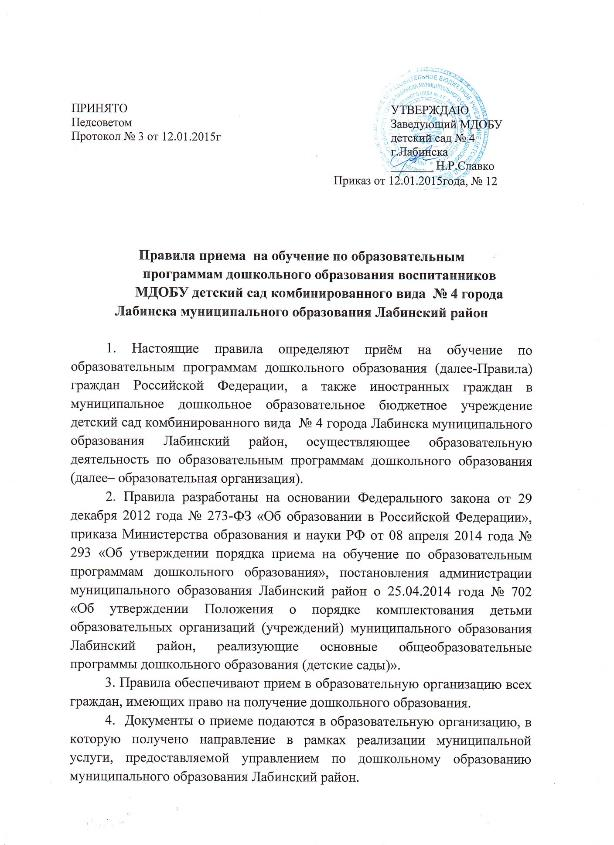 ПРИНЯТО
Педсоветом
Протокол № 3 от 12.01.2015г
УТВЕРЖДАЮ
Заведующий МДОБУ
детский сад № 4
г.Лабинска
Н.Р.Славко
Приказ от 12.01.2015года, № 12
Правила приема на обучение по образовательным
программам дошкольного образования воспитанников
МДОБУ детский сад комбинированного вида № 4 города
Лабинска муниципального образования Лабинский район
1. Настоящие правила определяют приём на обучение по
образовательным программам дошкольного образования (далее-Правила)
граждан Российской Федерации, а также иностранных граждан в
муниципальное дошкольное образовательное бюджетное учреждение
детский сад комбинированного вида № 4 города Лабинска муниципального
образования Лабинский район, осуществляющее образовательную
деятельность по образовательным программам дошкольного образования
(далее– образовательная организация).
2. Правила разработаны на основании Федерального закона от 29
декабря 2012 года № 273-ФЗ «Об образовании в Российской Федерации»,
приказа Министерства образования и науки РФ от 08 апреля 2014 года №
293 «Об утверждении порядка приема на обучение по образовательным
программам дошкольного образования», постановления администрации
муниципального образования Лабинский район о 25.04.2014 года № 702
«Об утверждении Положения о порядке комплектования детьми
образовательных организаций (учреждений) муниципального образования
Лабинский район, реализующие основные общеобразовательные
программы дошкольного образования (детские сады)».
3. Правила обеспечивают прием в образовательную организацию всех
граждан, имеющих право на получение дошкольного образования.
4. Документы о приеме подаются в образовательную организацию, в
которую получено направление в рамках реализации муниципальной
услуги, предоставляемой управлением по дошкольному образованию
муниципального образования Лабинский район.